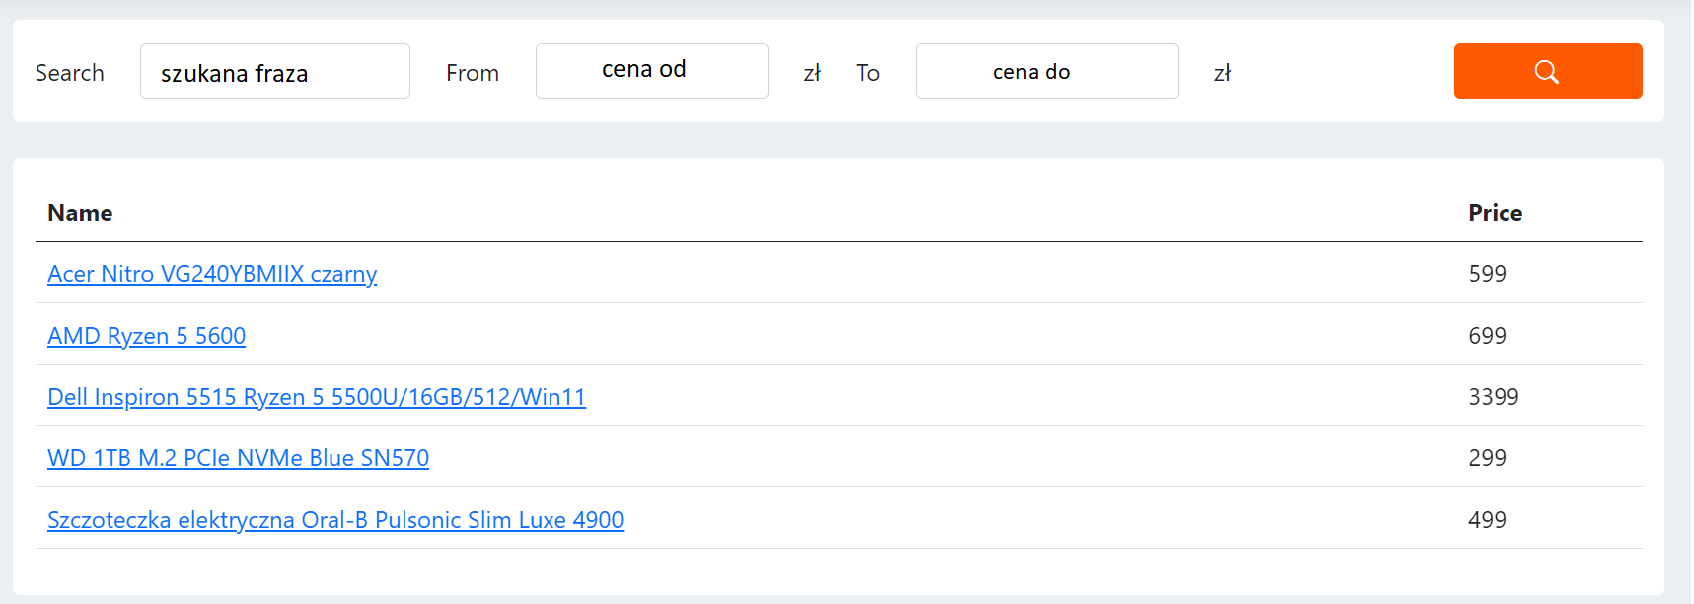 Search szukana fraza From cena od zł To cena do zł
Name Price
Acer Nitro VG240YBMIIX czarny 599
AMD Ryzen 5 5600 699
Dell Inspiron 5515 Ryzen 5 5500U/16GB/512/Win11 3399
WD 1TB M.2 PCIe NVMe Blue SN570 299
Szczoteczka elektryczna Oral-B Pulsonic Slim Luxe 4900 499